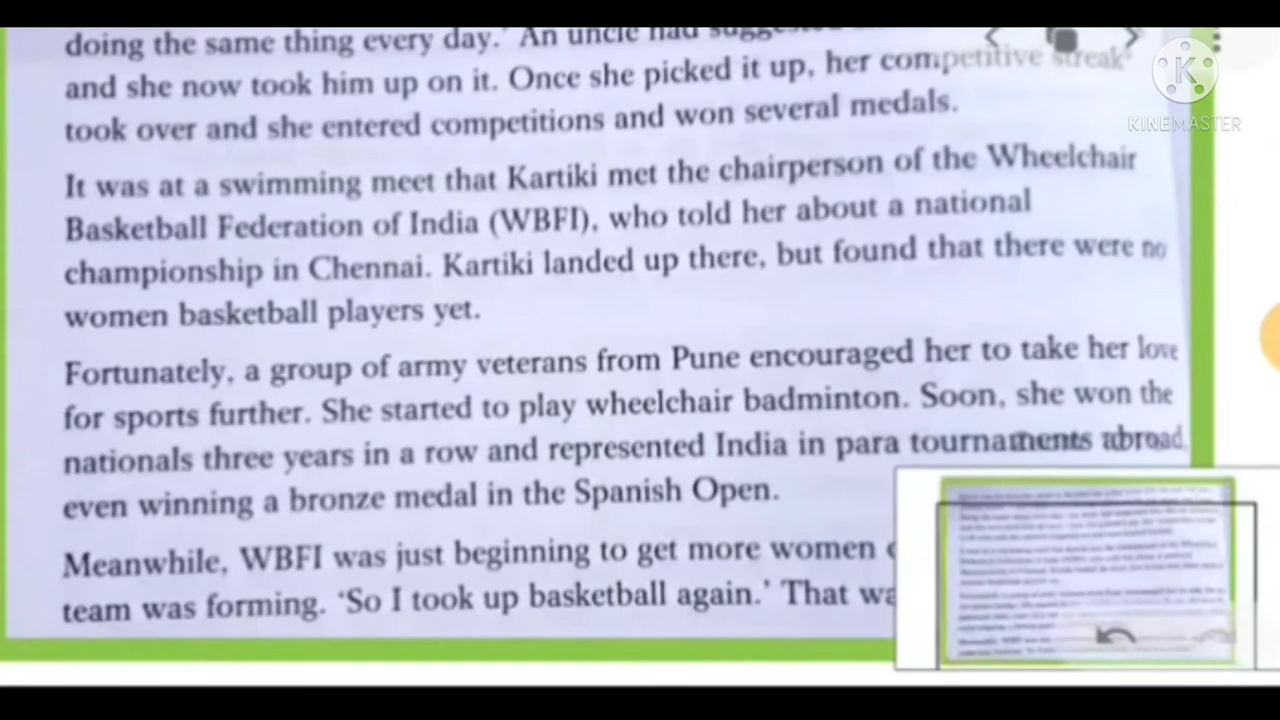 doing the same thing every day.' An uncle had
and she now took him up on it. Once she picked it up, her competitive streak
took over and she entered competitions and won several medals.
KINEMASTER
It was at a swimming meet that Kartiki met the chairperson of the Wheelchair
Basketball Federation of India (WBFI), who told her about a national
championship in Chennai. Kartiki landed up there, but found that there were no
women basketball players yet.
Fortunately, a group of army veterans from Pune encouraged her to take her love
for sports further. She started to play wheelchair badminton. Soon, she won the
nationals three years in a row and represented India in para tournaments abroad,
even winning a bronze medal in the Spanish Open.
Meanwhile, WBFI was just beginning to get more women
team was forming. 'So I took up basketball again.' That